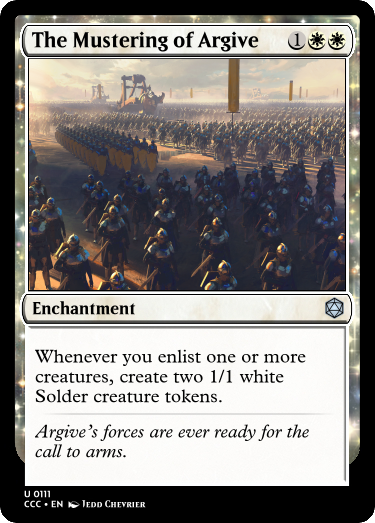 The Mustering of Argive 1
Enchantment
Whenever you enlist one or more
creatures, create two 1/1 white
Solder creature tokens.
Argive's forces are ever ready for the
call to arms.
U 0111
CCC • EN Jedd Chevrier